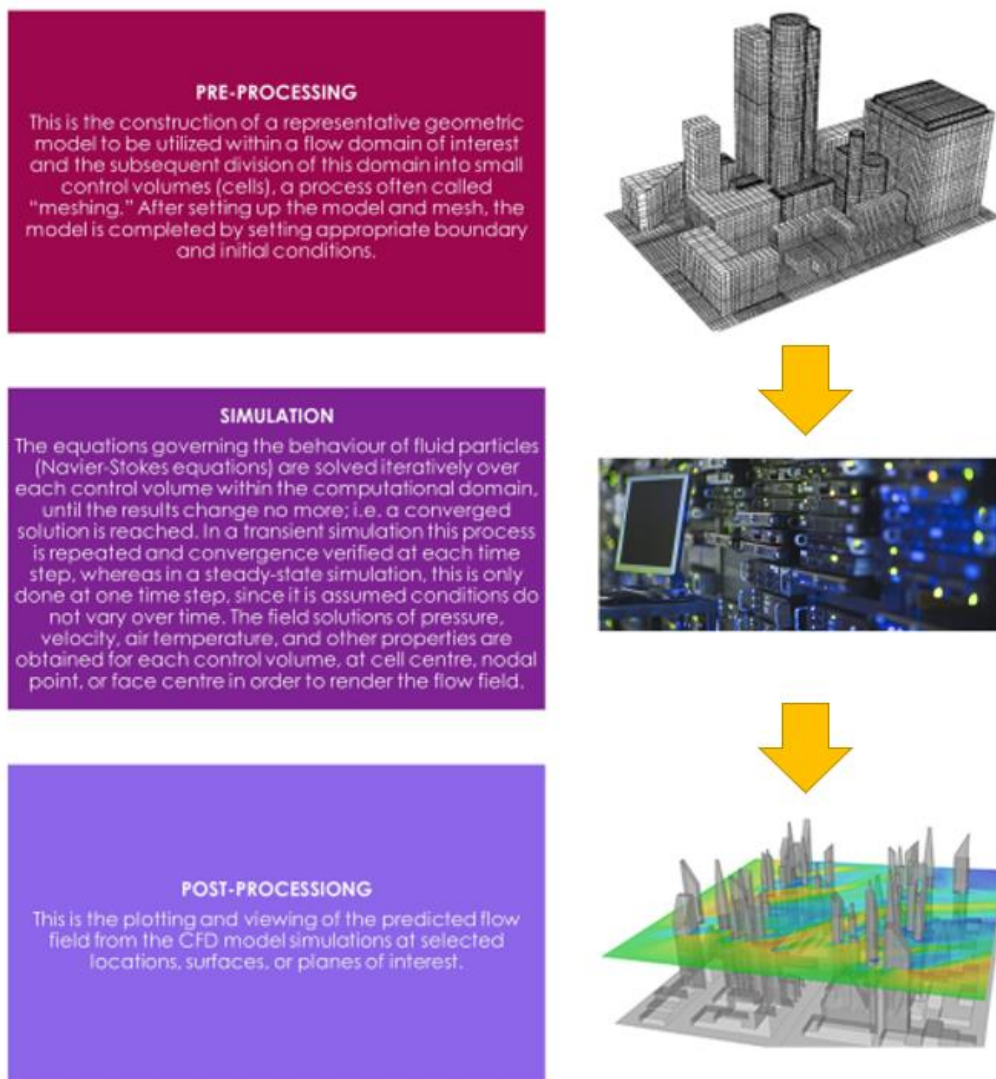 PRE-PROCESSING
This is the construction of a representative geometric
model to be utilized within a flow domain of interest
and the subsequent division of this domain into small
control volumes (cells), a process often called
“meshing.” After setting up the model and mesh, the
model is completed by setting appropriate boundary
and initial conditions.
SIMULATION
The equations governing the behaviour of fluid particles
(Navier-Stokes equations) are solved iteratively over
each control volume within the computational domain,
until the results change no more; i.e. a converged
solution is reached. In a transient simulation this process
is repeated and convergence verified at each time
step, whereas in a steady-state simulation, this is only
done at one time step, since it is assumed conditions do
not vary over time. The field solutions of pressure,
velocity, air temperature, and other properties are
obtained for each control volume, at cell centre, nodal
point, or face centre in order to render the flow field.
POST-PROCESSIONG
This is the plotting and viewing of the predicted flow
field from the CFD model simulations at selected
locations, surfaces, or planes of interest.